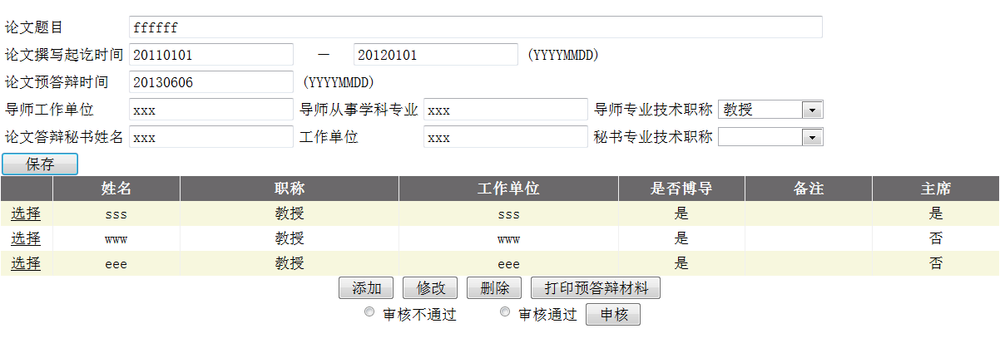 论文题目 ffffff
论文撰写起讫时间 20110101 — 20120101 (YYYYMMDD)
论文预答辩时间 20130606 (YYYYMMDD)
导师工作单位 xxx 导师从事学科专业 xxx 导师专业技术职称 教授
论文答辩秘书姓名 xxx 工作单位 xxx 秘书专业技术职称
保存
姓名 职称 工作单位 是否博导 备注 主席
选择 sss 教授 sss 是 是
选择 www 教授 www 是 否
选择 eee 教授 eee 是 否
添加 修改 删除 打印预答辩材料
审核不通过 审核通过 审核